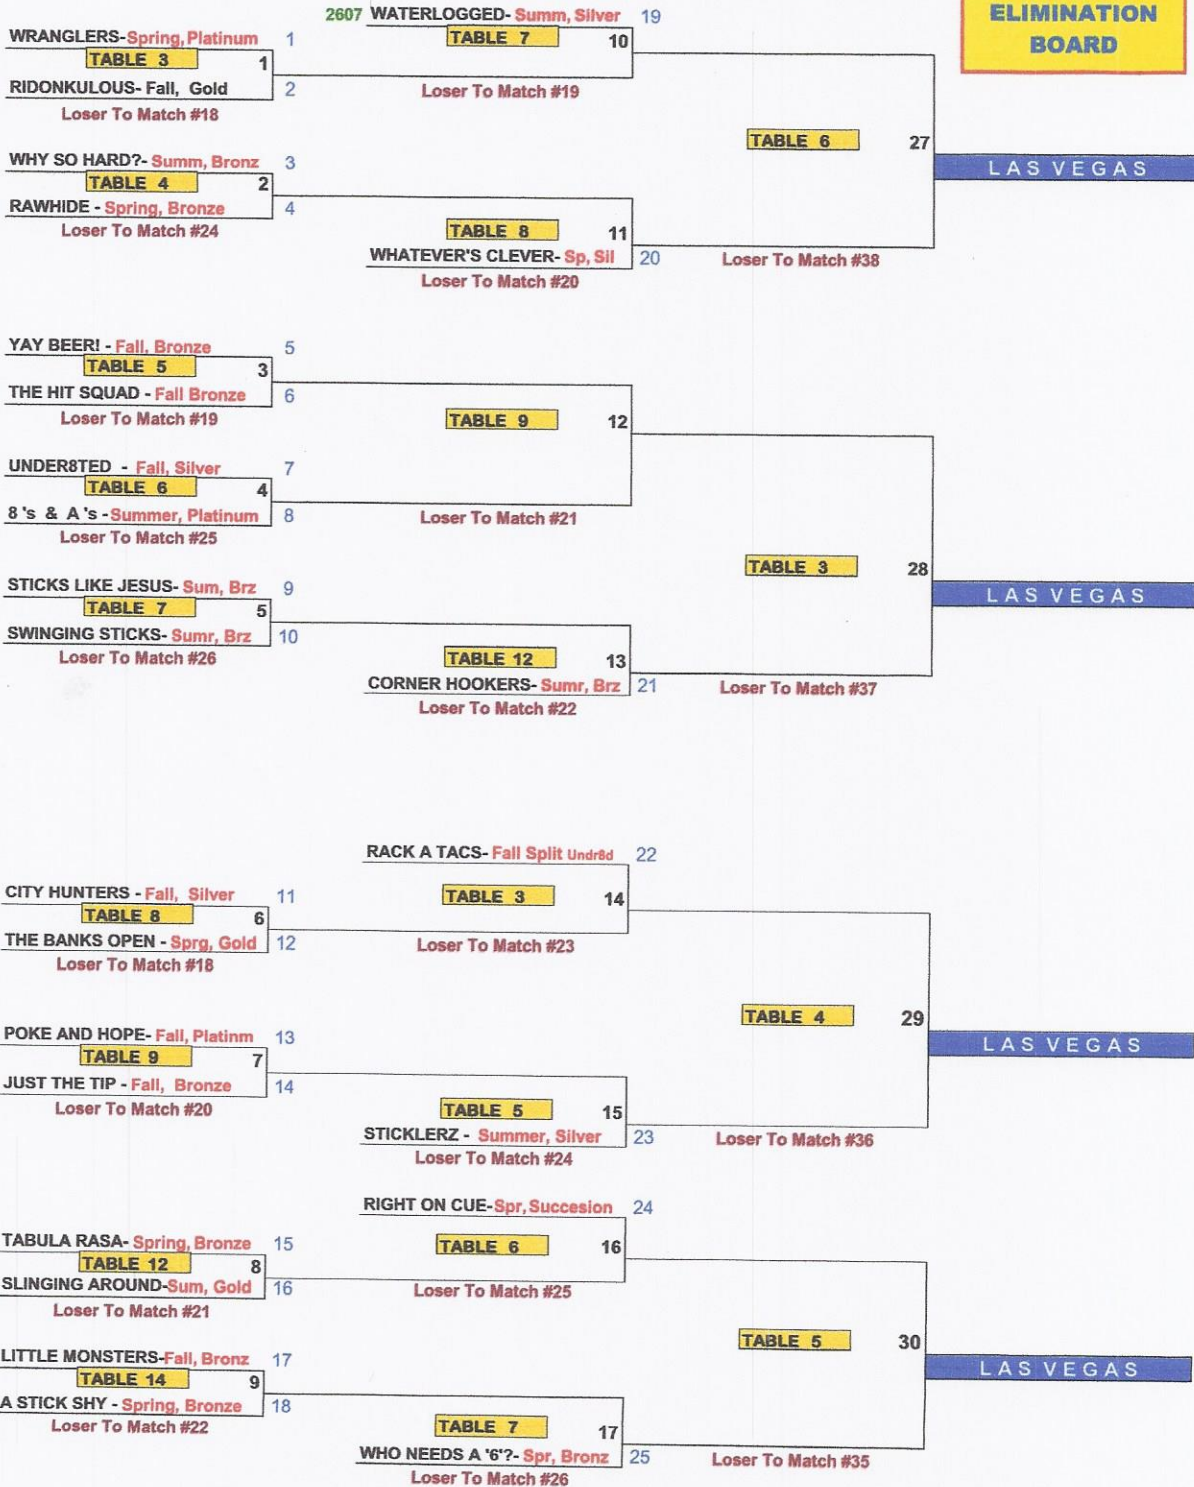 ELIMINATION
BOARD
2607 WATERLOGGED- Summ, Silver 19
TABLE 7 10
WRANGLERS-Spring, Platinum 1
TABLE 3 1
RIDONKULOUS- Fall, Gold 2
Loser To Match #18
Loser To Match #19
TABLE 6 27
LAS VEGAS
WHY SO HARD?- Summ, Bronz 3
TABLE 4 2
RAWHIDE - Spring, Bronze 4
Loser To Match #24
TABLE 8 11
WHATEVER'S CLEVER- Sp, Sil 20
Loser To Match #20
Loser To Match #38
YAY BEER! - Fall, Bronze 5
TABLE 5 3
THE HIT SQUAD - Fall Bronze 6
Loser To Match #19
TABLE 9 12
UNDER8TED - Fall, Silver 7
TABLE 6 4
8 's & A 's - Summer, Platinum 8
Loser To Match #25
Loser To Match #21
TABLE 3 28
LAS VEGAS
STICKS LIKE JESUS- Sum, Brz 9
TABLE 7 5
SWINGING STICKS- Sumr, Brz 10
Loser To Match #26
TABLE 12 13
CORNER HOOKERS- Sumr, Brz 21
Loser To Match #22
Loser To Match #37
RACK A TACS- Fall Split Undr8d 22
TABLE 3 14
CITY HUNTERS - Fall, Silver 11
TABLE 8 6
THE BANKS OPEN - Sprg, Gold 12
Loser To Match #18
Loser To Match #23
TABLE 4 29
LAS VEGAS
POKE AND HOPE- Fall, Platinm 13
TABLE 9 7
JUST THE TIP - Fall, Bronze 14
Loser To Match #20
TABLE 5 15
STICKLERZ - Summer, Silver 23
Loser To Match #24
Loser To Match #36
RIGHT ON CUE-Spr, Succesion 24
TABLE 6 16
TABULA RASA- Spring, Bronze 15
TABLE 12 8
SLINGING AROUND-Sum, Gold 16
Loser To Match #21
Loser To Match #25
TABLE 5 30
LAS VEGAS
LITTLE MONSTERS-Fall, Bronz 17
TABLE 14 9
A STICK SHY - Spring, Bronze 18
Loser To Match #22
TABLE 7 17
WHO NEEDS A '6'?- Spr, Bronz 25
Loser To Match #26
Loser To Match #35